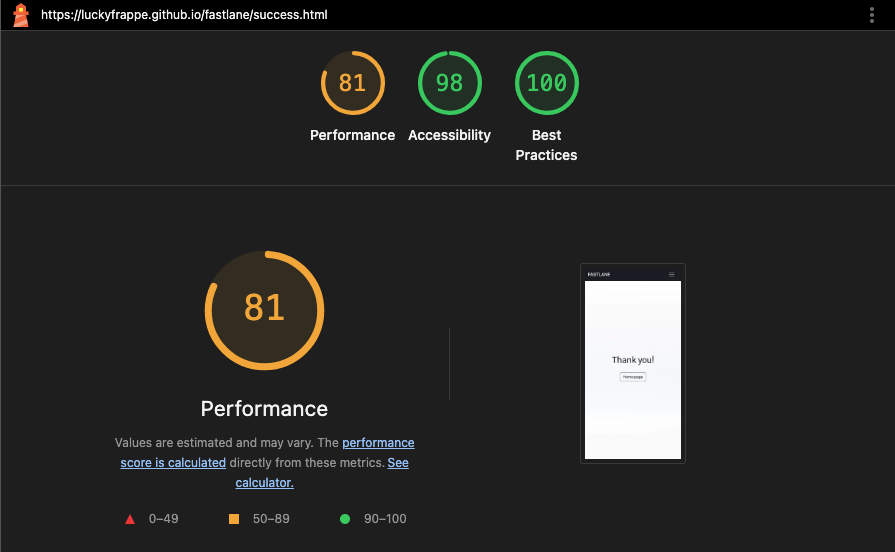 https://luckyfrappe.github.io/fastlane/success.html
81
98
100
Performance
Accessibility
Best
Practices
81
FASTLANE
Thank you!
Home page
Performance
Values are estimated and may vary. The performance
score is calculated directly from these metrics. See
calculator.
0–49
50–89
90–100